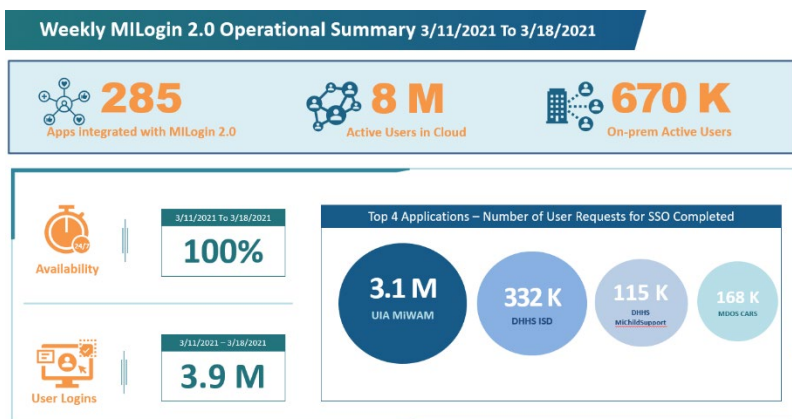 Weekly MILogin 2.0 Operational Summary 3/11/2021 To 3/18/2021
285
Apps integrated with MILogin 2.0
8 M
Active Users in Cloud
670 K
On-prem Active Users
24/7
Availability
3/11/2021 To 3/18/2021
100%
User Logins
3/11/2021 – 3/18/2021
3.9 M
Top 4 Applications – Number of User Requests for SSO Completed
3.1 M
UIA MiWAM
332 K
DHHS ISD
115 K
DHHS
MiChildSupport
168 K
MDOS CARS